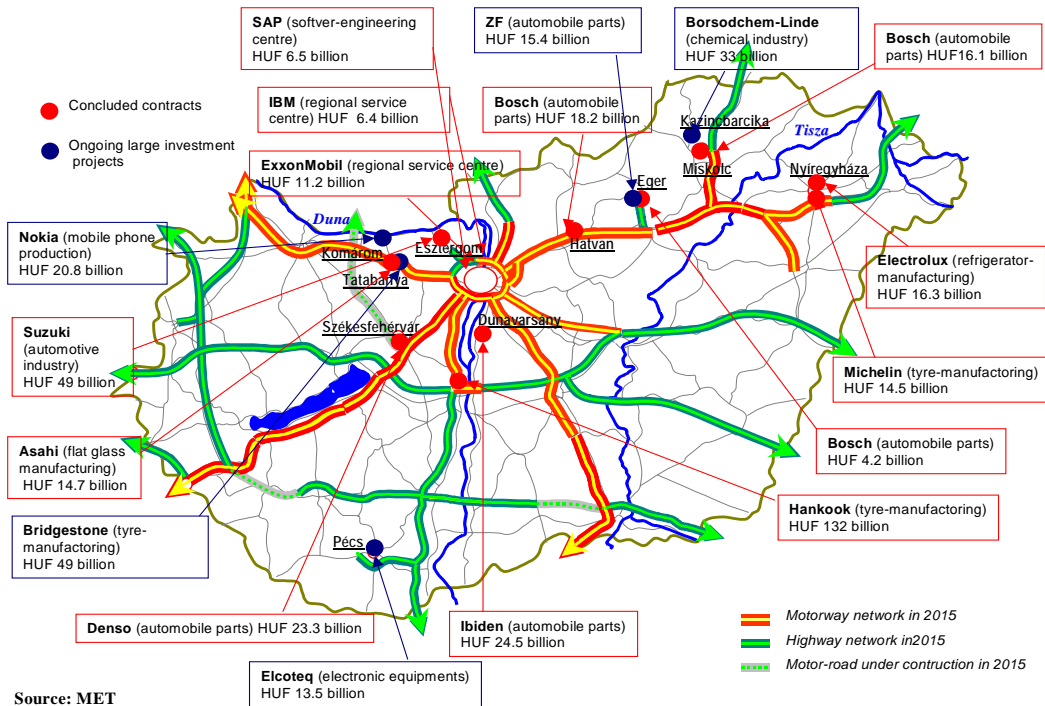 SAP (softver-engineering
centre)
HUF 6.5 billion
ZF (automobile parts)
HUF 15.4 billion
Borsodchem-Linde
(chemical industry)
HUF 33 billion
Bosch (automobile
parts) HUF16.1 billion
Concluded contracts
Ongoing large investment
projects
IBM (regional service
centre) HUF 6.4 billion
Bosch (automobile
parts) HUF 18.2 billion
ExxonMobil (regional service centre)
HUF 11.2 billion
Kazincbarcika
Miskolc
Tisza
Nyíregyháza
Eger
Hatvan
Duna
Nokia (mobile phone
production)
HUF 20.8 billion
Komárom
Esztergom
Tatabánya
Electrolux (refrigerator-
manufacturing)
HUF 16.3 billion
Székesfehérvár
Dunavarsány
Suzuki
(automotive
industry)
HUF 49 billion
Michelin (tyre-manufacturing)
HUF 14.5 billion
Asahi (flat glass
manufacturing)
HUF 14.7 billion
Bosch (automobile parts)
HUF 4.2 billion
Hankook (tyre-manufacturing)
HUF 132 billion
Bridgestone (tyre-
manufactoring)
HUF 49 billion
Pécs
Denso (automobile parts) HUF 23.3 billion
Ibiden (automobile parts)
HUF 24.5 billion
Elcoteq (electronic equipments)
HUF 13.5 billion
Motorway network in 2015
Highway network in2015
Motor-road under contruction in 2015
Source: MET